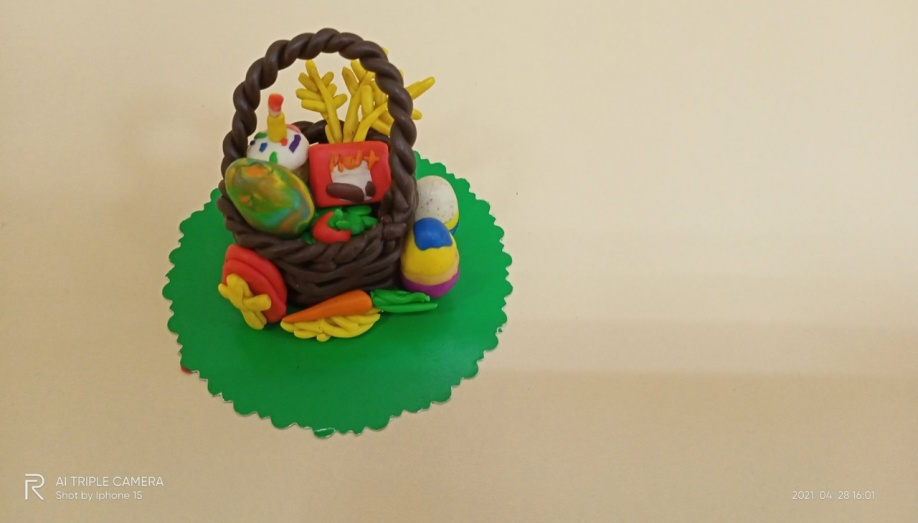 AI TRIPLE CAMERA
Shot by Iphone 15
2021 04 28 16:01